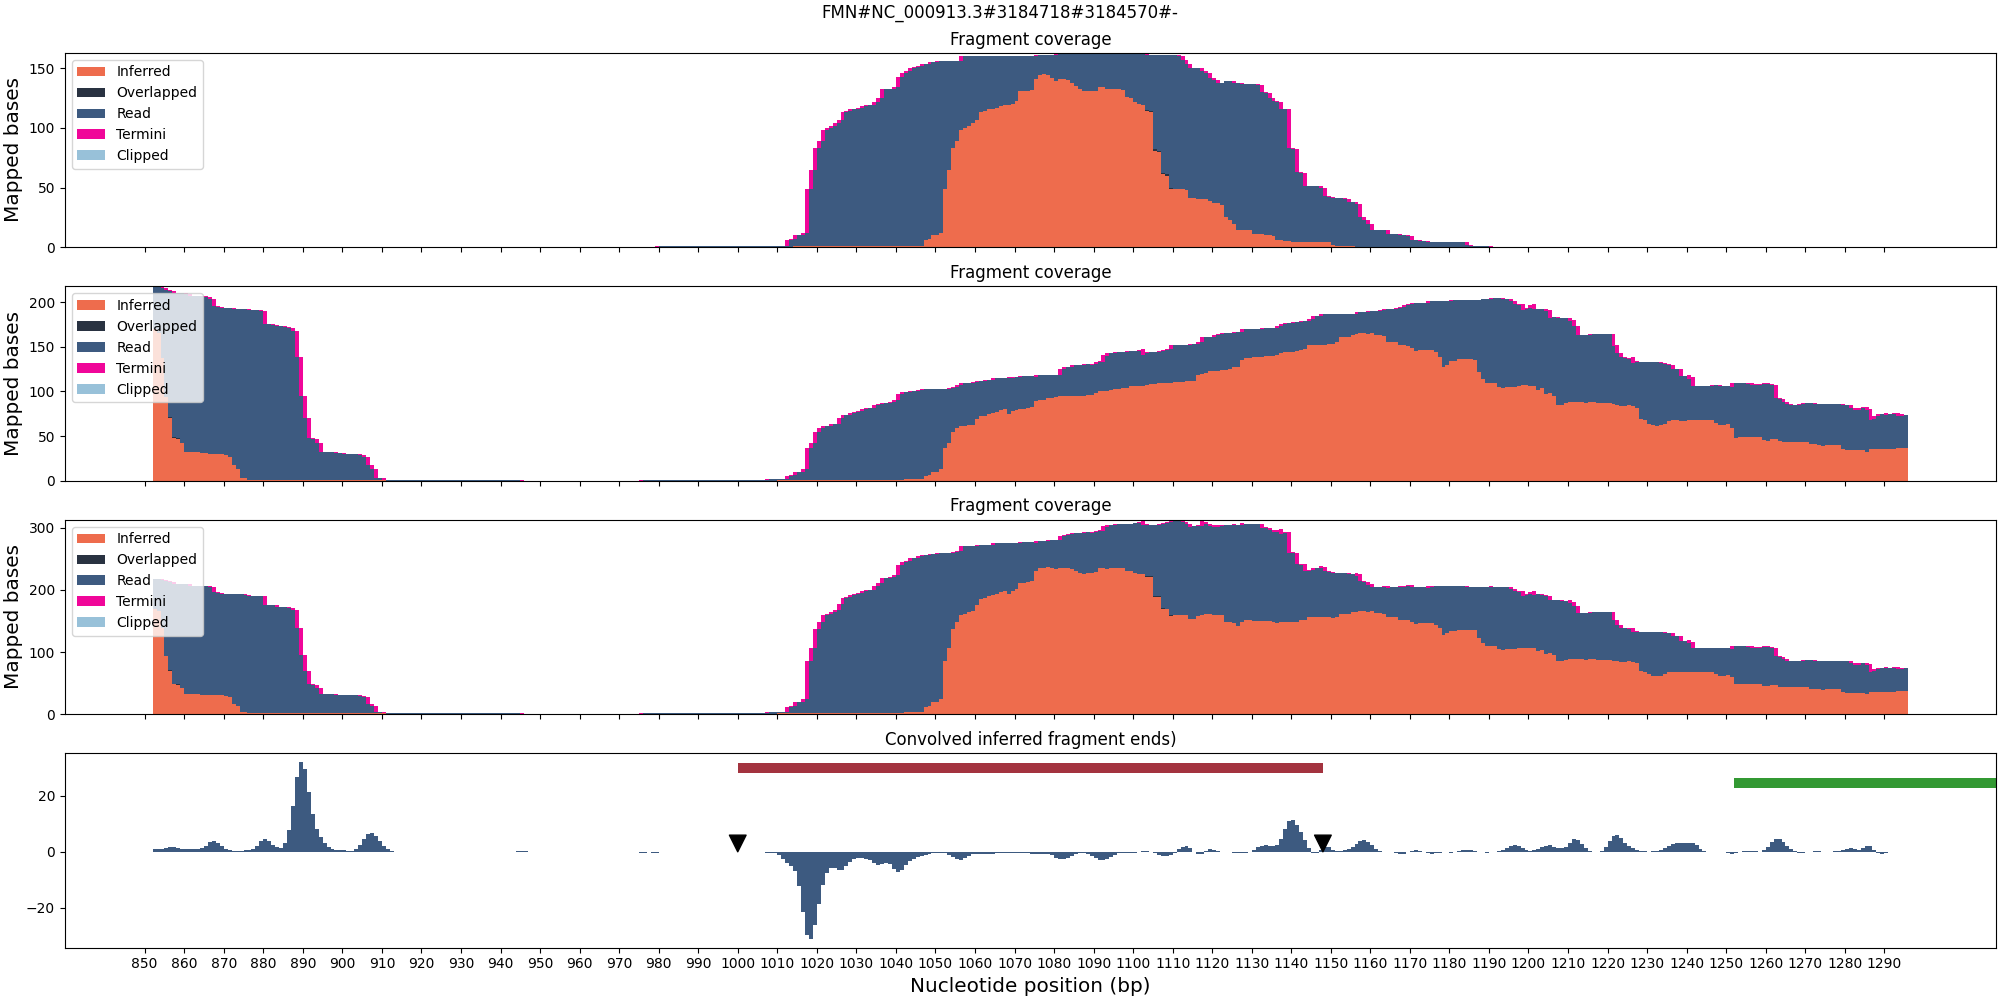 FMN#NC_000913.3#3184718#3184570#-
Fragment coverage
Mapped bases
150
100
50
0
Inferred
Overlapped
Read
Termini
Clipped
Fragment coverage
Mapped bases
200
150
100
50
0
Inferred
Overlapped
Read
Termini
Clipped
Fragment coverage
Mapped bases
300
200
100
0
Inferred
Overlapped
Read
Termini
Clipped
Convolved inferred fragment ends)
20
0
−20
850 860 870 880 890 900 910 920 930 940 950 960 970 980 990 1000 1010 1020 1030 1040 1050 1060 1070 1080 1090 1100 1110 1120 1130 1140 1150 1160 1170 1180 1190 1200 1210 1220 1230 1240 1250 1260 1270 1280 1290
Nucleotide position (bp)